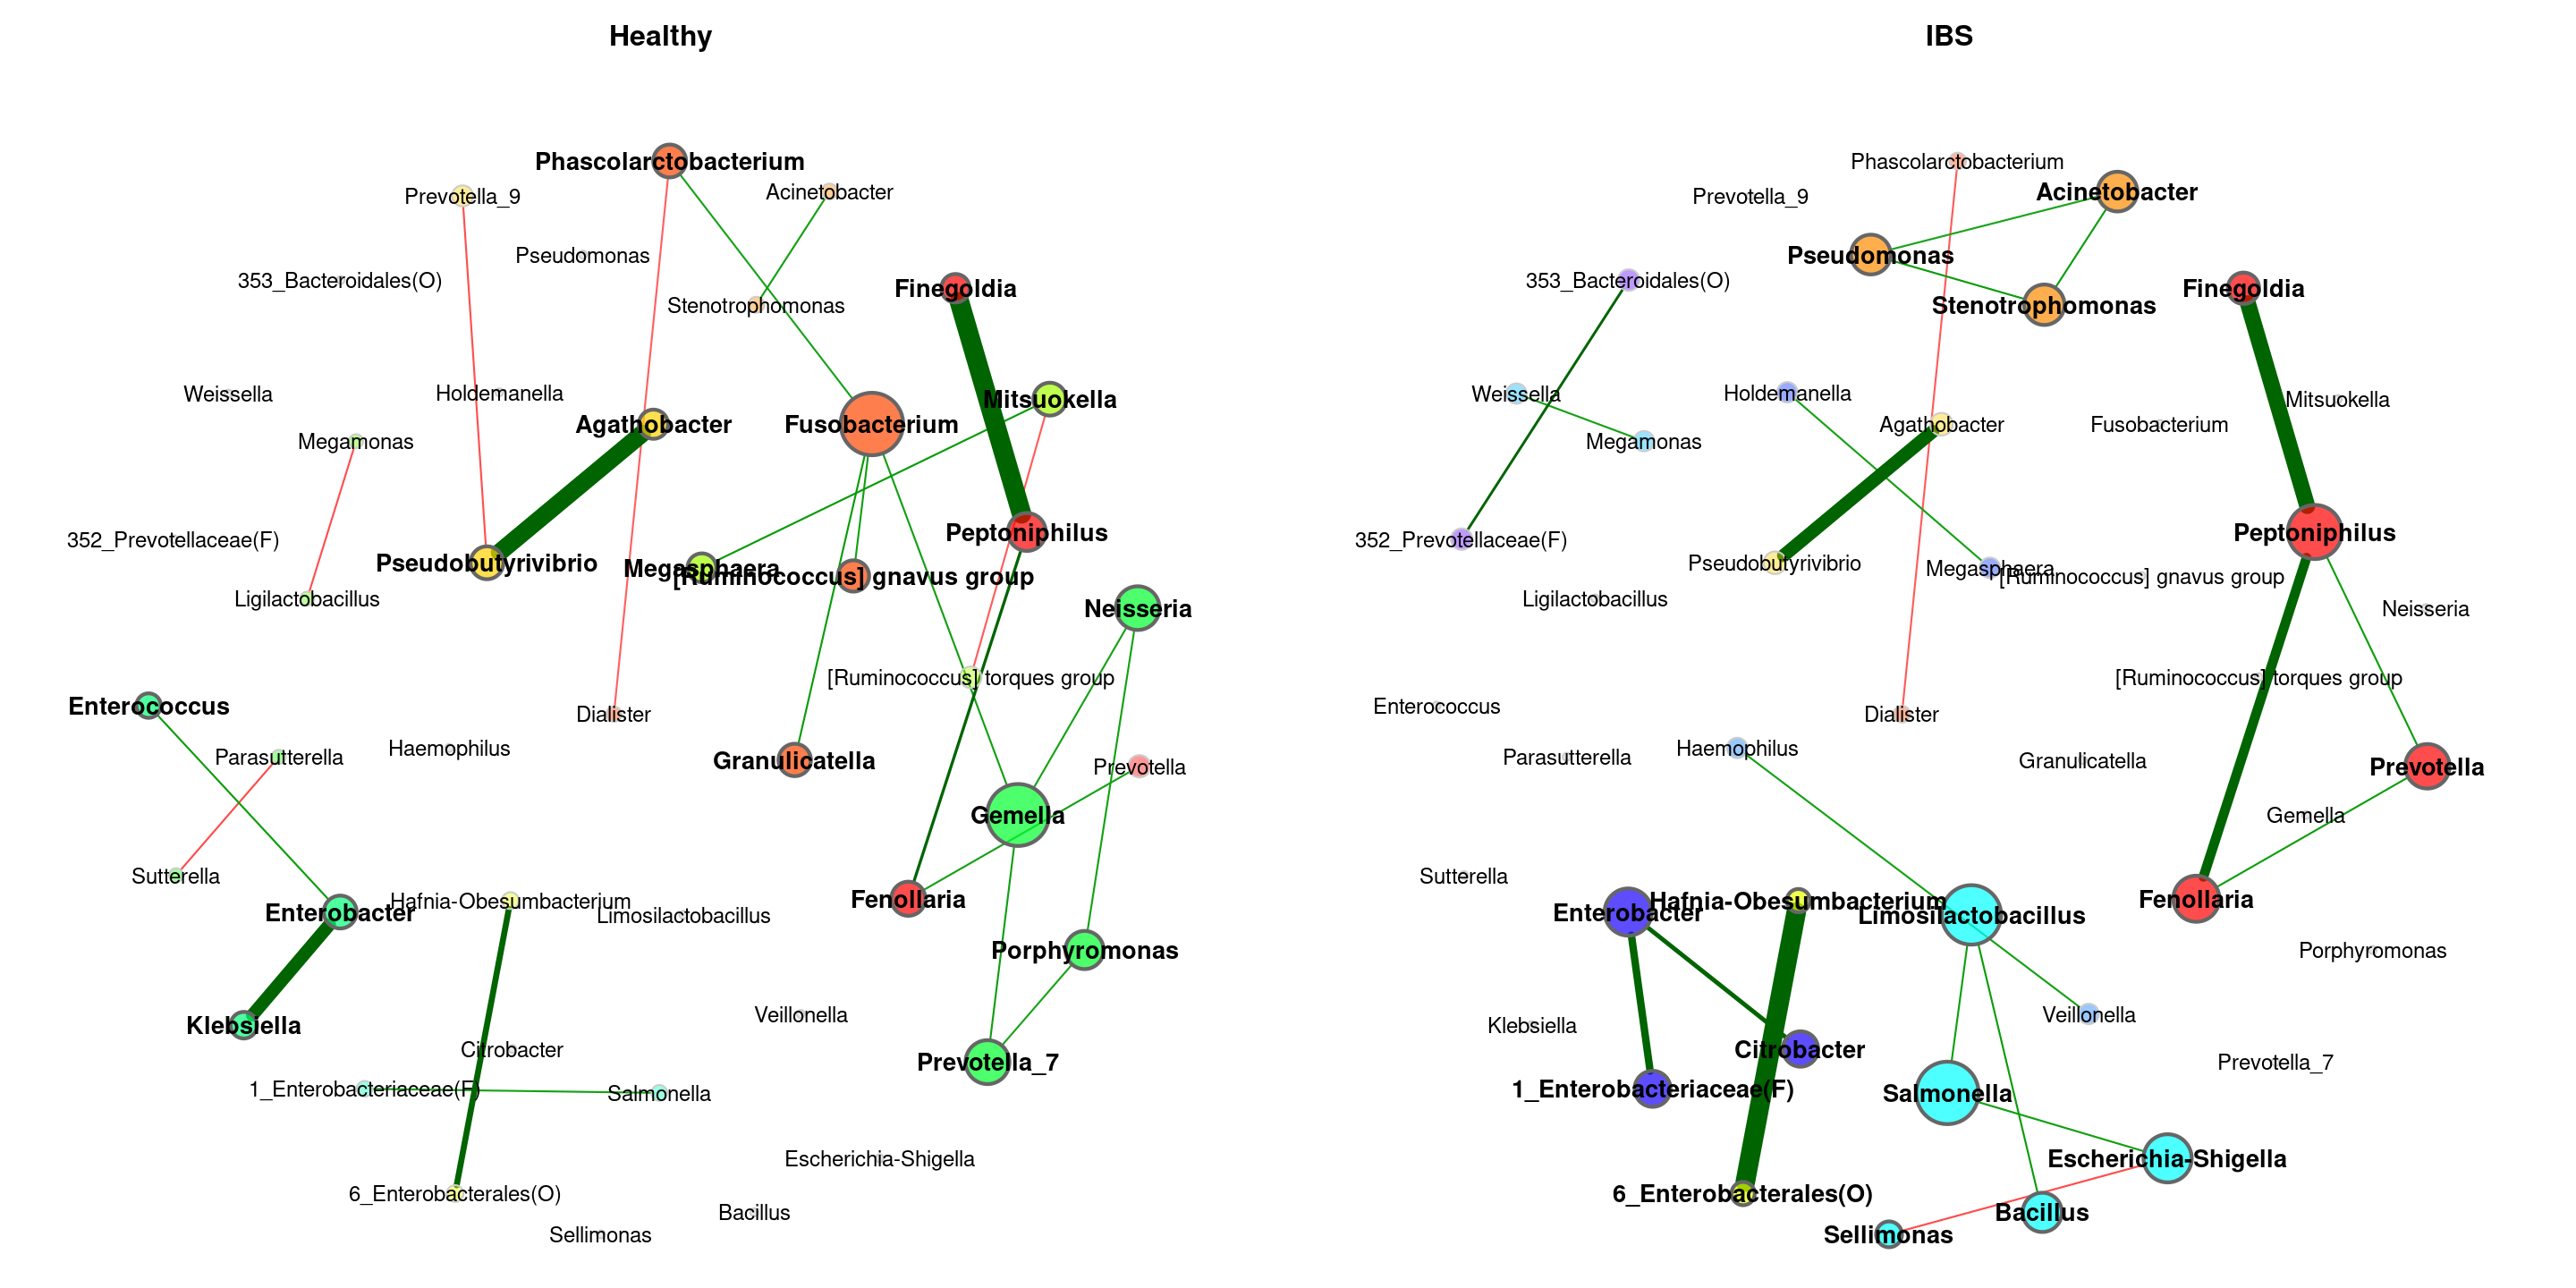 Healthy
Phascolarctobacterium
Prevotella_9
Acinetobacter
Pseudomonas
353_Bacteroidales(O)
Finegoldia
Stenotrophomonas
Weissella
Holdemanella
Mitsuokella
Agathobacter
Fusobacterium
Megamonas
352_Prevotellaceae(F)
Peptoniphilus
Pseudobutyrivibrio
Megasphaera
[Ruminococcus] gnavus group
Ligilactobacillus
Neisseria
[Ruminococcus] torques group
Enterococcus
Dialister
Parasutterella
Haemophilus
Granulicatella
Prevotella
Gemella
Sutterella
Hafnia-Obesumbacterium
Fenollaria
Enterobacter
Limosilactobacillus
Porphyromonas
Veillonella
Klebsiella
Citrobacter
Prevotella_7
1_Enterobacteriaceae(F)
Salmonella
Escherichia-Shigella
6_Enterobacterales(O)
Bacillus
Sellimonas
IBS
Phascolarctobacterium
Prevotella_9
Acinetobacter
Pseudomonas
353_Bacteroidales(O)
Finegoldia
Stenotrophomonas
Weissella
Holdemanella
Mitsuokella
Agathobacter
Fusobacterium
Megamonas
352_Prevotellaceae(F)
Peptoniphilus
Pseudobutyrivibrio
Megasphaera
[Ruminococcus] gnavus group
Ligilactobacillus
Neisseria
[Ruminococcus] torques group
Enterococcus
Dialister
Parasutterella
Haemophilus
Granulicatella
Prevotella
Gemella
Sutterella
Hafnia-Obesumbacterium
Fenollaria
Enterobacter
Limosilactobacillus
Porphyromonas
Veillonella
Klebsiella
Citrobacter
Prevotella_7
1_Enterobacteriaceae(F)
Salmonella
Escherichia-Shigella
6_Enterobacterales(O)
Bacillus
Sellimonas